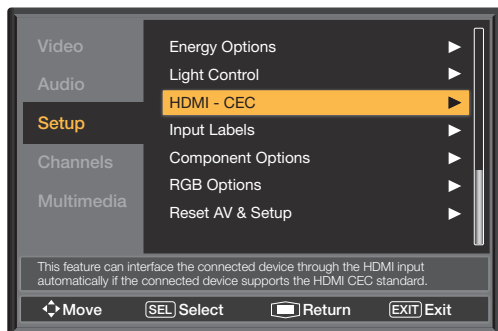 Video
Audio
Setup
Channels
Multimedia
Energy Options
Light Control
HDMI - CEC
Input Labels
Component Options
RGB Options
Reset AV & Setup
This feature can interface the connected device through the HDMI input
automatically if the connected device supports the HDMI CEC standard.
Move SEL Select Return EXIT Exit